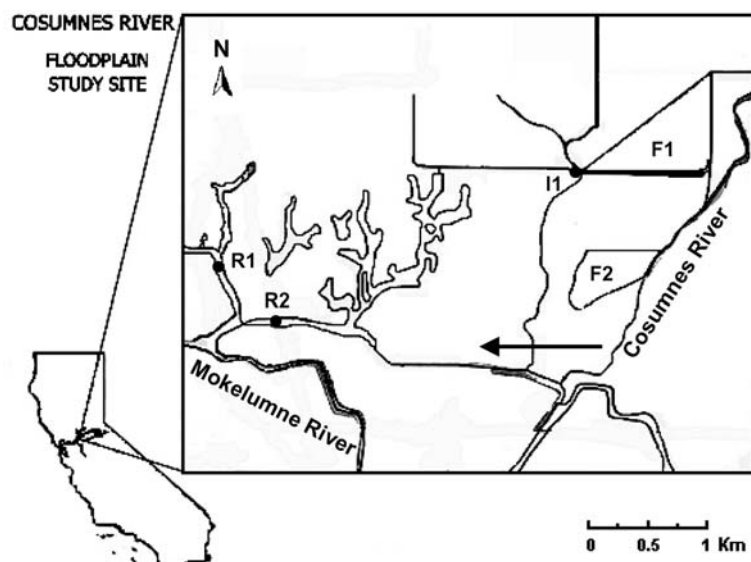 COSUMNES RIVER
FLOODPLAIN
STUDY SITE
N
F1
I1
R1
F2
R2
Cosumnes River
Mokelumne River
0 0.5 1 Km